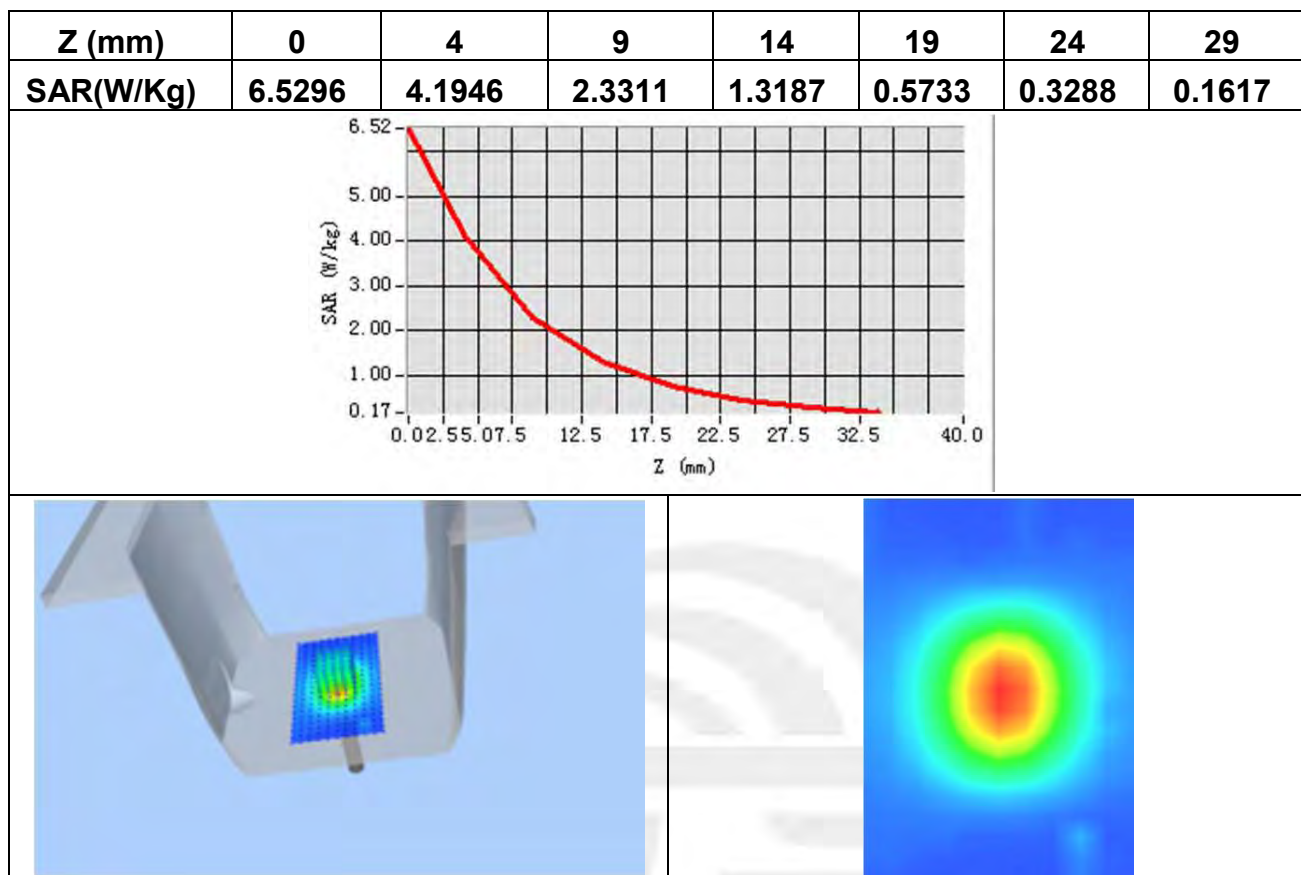 Z (mm) 0 4 9 14 19 24 29
SAR(W/Kg) 6.5296 4.1946 2.3311 1.3187 0.5733 0.3288 0.1617
6.52
5.00
4.00
3.00
2.00
1.00
0.17
SAR (W/kg)
0.0 2.5 5.0 7.5 12.5 17.5 22.5 27.5 32.5 40.0
Z (mm)